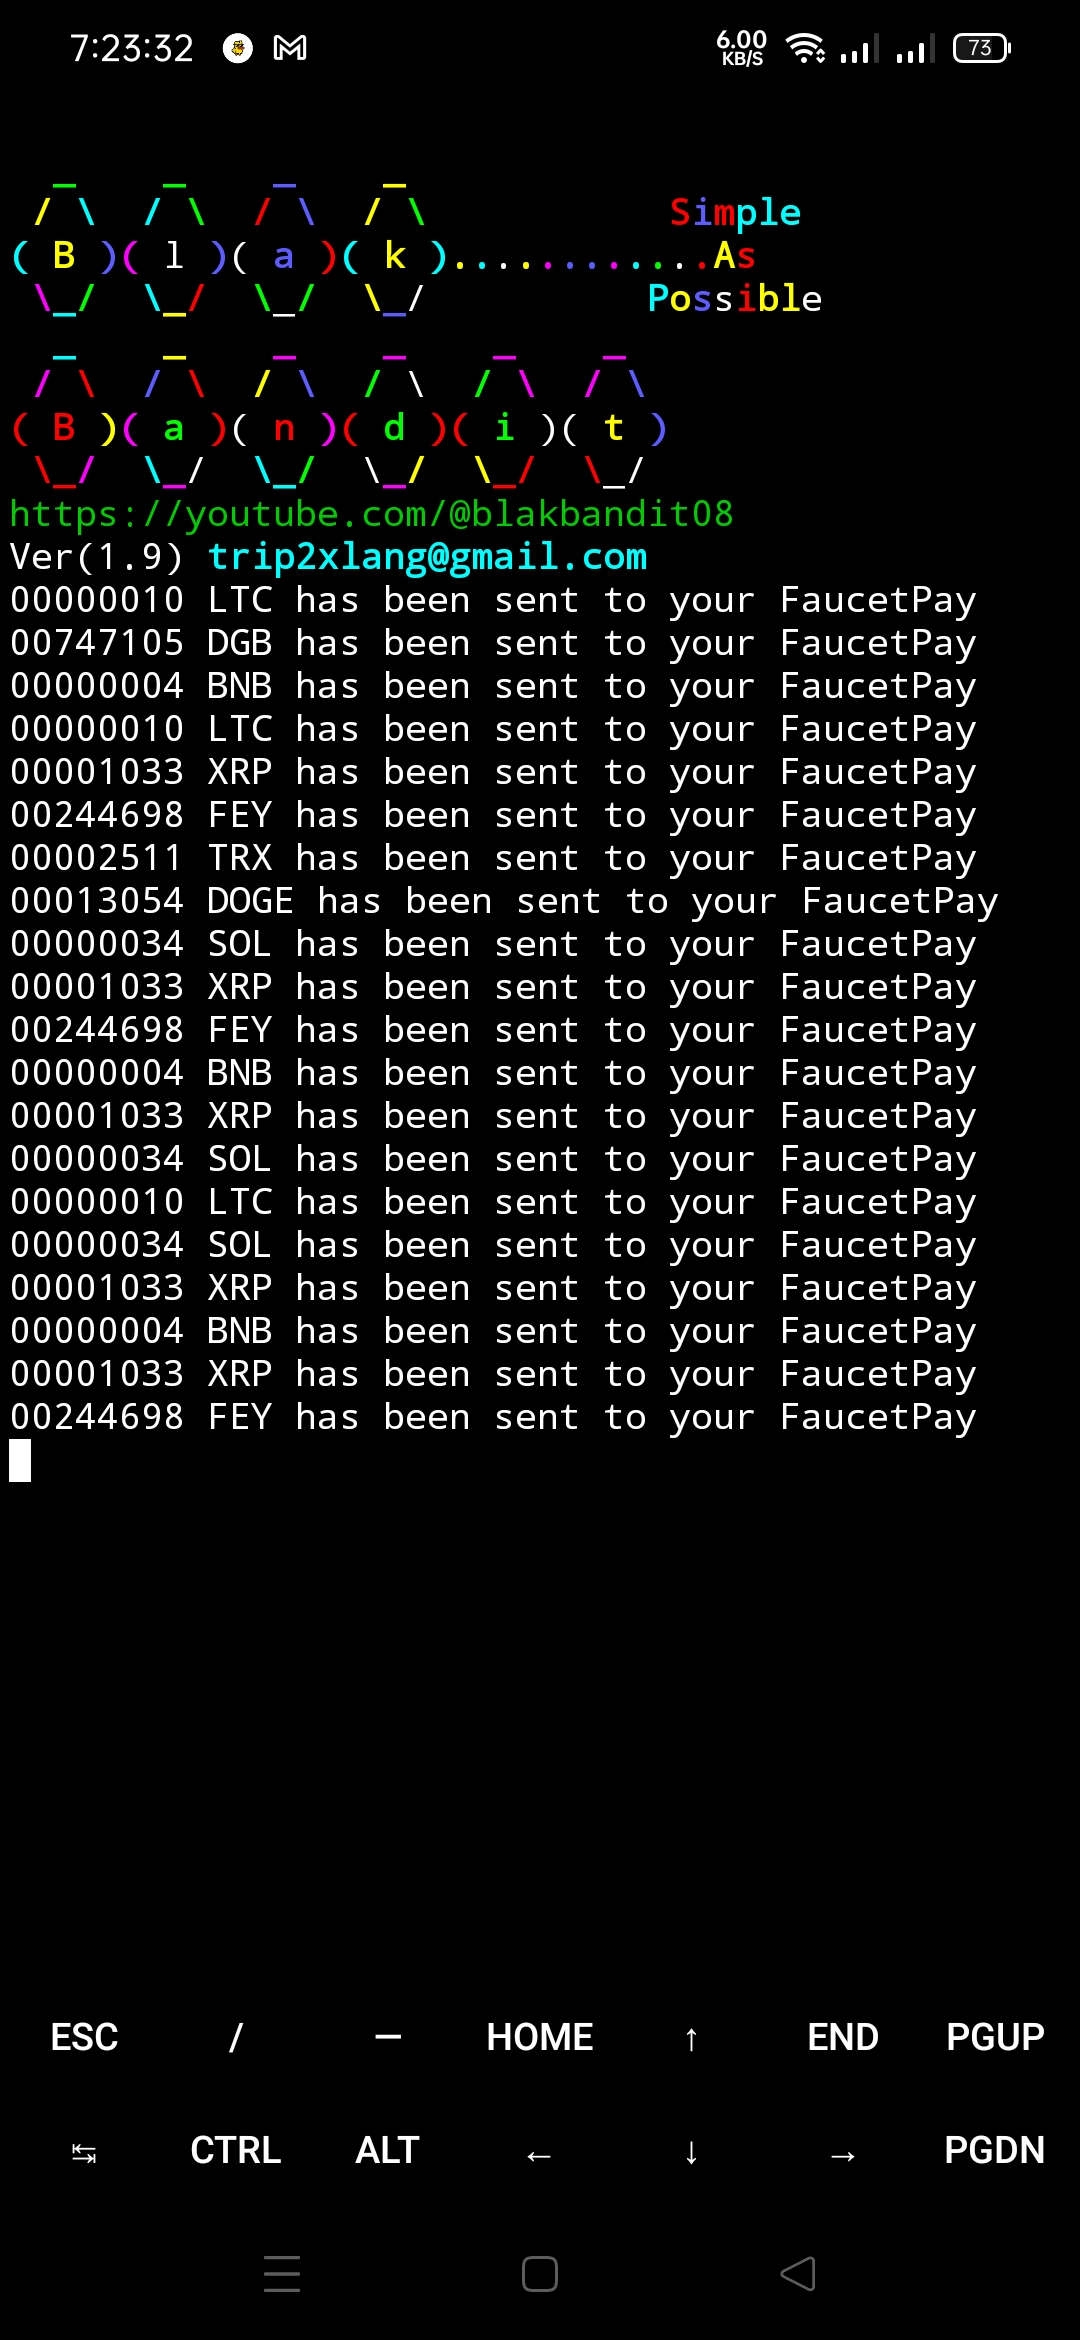 7:23:32 6.00 KB/S 73
_ _ _ _
/ \ / \ / \ / \ Simple
( B )( l )( a )( k )............As
\_/ \_/ \_/ \_/ Possible
_ _ _ _ _ _
/ \ / \ / \ / \ / \ / \
( B )( a )( n )( d )( i )( t )
\_/ \_/ \_/ \_/ \_/ \_/
https://youtube.com/@blakbandit08
Ver(1.9) trip2xlang@gmail.com
00000010 LTC has been sent to your FaucetPay
00747105 DGB has been sent to your FaucetPay
00000004 BNB has been sent to your FaucetPay
00000010 LTC has been sent to your FaucetPay
00001033 XRP has been sent to your FaucetPay
00244698 FEY has been sent to your FaucetPay
00002511 TRX has been sent to your FaucetPay
00013054 DOGE has been sent to your FaucetPay
00000034 SOL has been sent to your FaucetPay
00001033 XRP has been sent to your FaucetPay
00244698 FEY has been sent to your FaucetPay
00000004 BNB has been sent to your FaucetPay
00001033 XRP has been sent to your FaucetPay
00000034 SOL has been sent to your FaucetPay
00000010 LTC has been sent to your FaucetPay
00000034 SOL has been sent to your FaucetPay
00001033 XRP has been sent to your FaucetPay
00000004 BNB has been sent to your FaucetPay
00001033 XRP has been sent to your FaucetPay
00244698 FEY has been sent to your FaucetPay
ESC / — HOME ↑ END PGUP
↹ CTRL ALT ← ↓ → PGDN